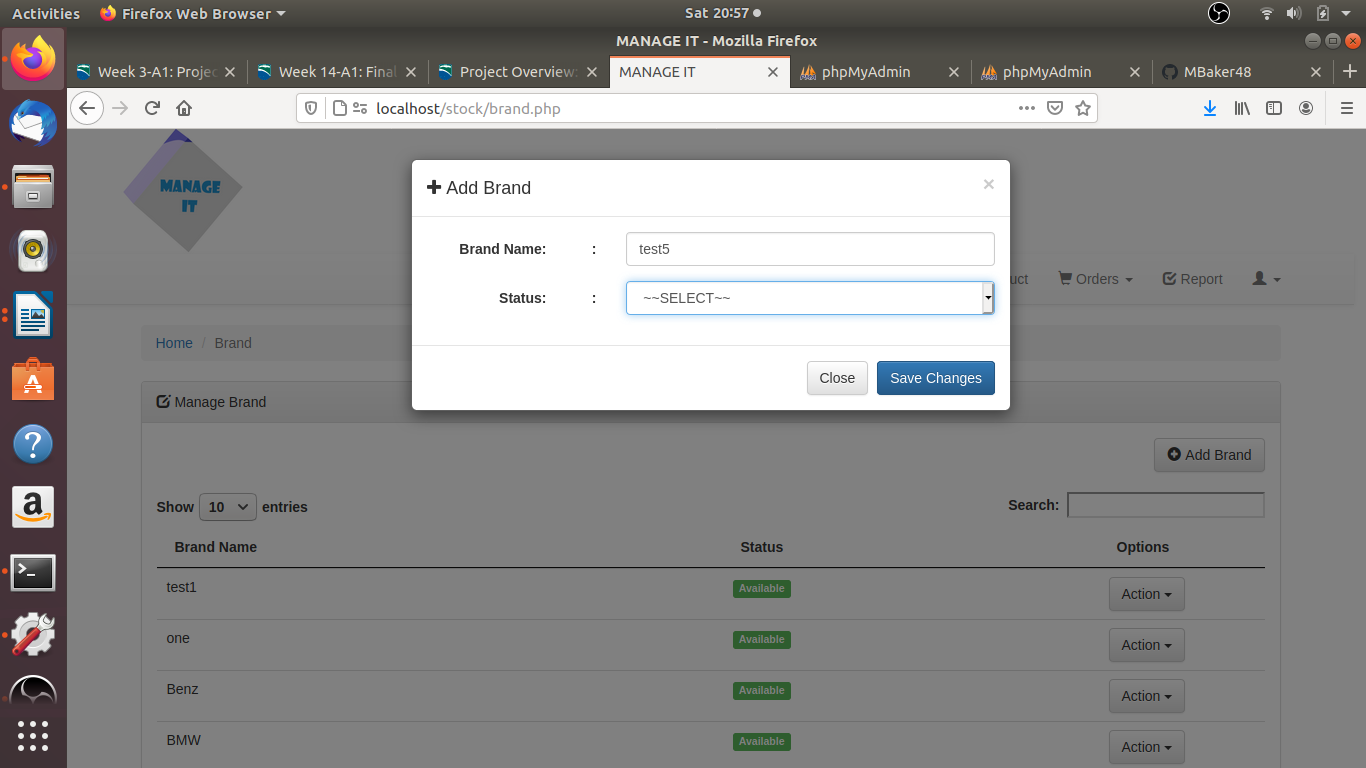 Activities Firefox Web Browser Sat 20:57
MANAGE IT - Mozilla Firefox
Week 3-A1: Projec Week 14-A1: Final Project Overview: MANAGE IT phpMyAdmin phpMyAdmin MBaker48
localhost/stock/brand.php
MANAGE
IT
Add Brand ×
Brand Name: : test5
Status: : ~~SELECT~~
Close Save Changes
uct Orders Report
Home / Brand
Manage Brand
Add Brand
Show 10 entries Search:
Brand Name Status Options
test1 Available Action
one Available Action
Benz Available Action
BMW Available Action